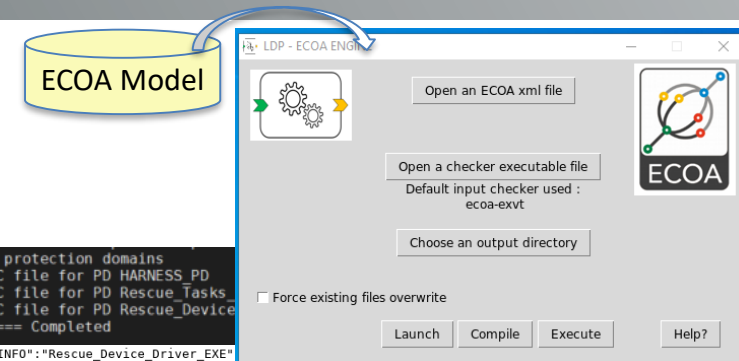 ECOA Model
LDP - ECOA ENGIN
Open an ECOA xml file
ECOA
Open a checker executable file
Default input checker used :
ecoa-exvt
Choose an output directory
Force existing files overwrite
Launch Compile Execute Help?
protection domains
C file for PD HARNESS_PD
C file for PD Rescue_Tasks_
C file for PD Rescue_Device
=== Completed
INFO":"Rescue_Device_Driver_EXE"